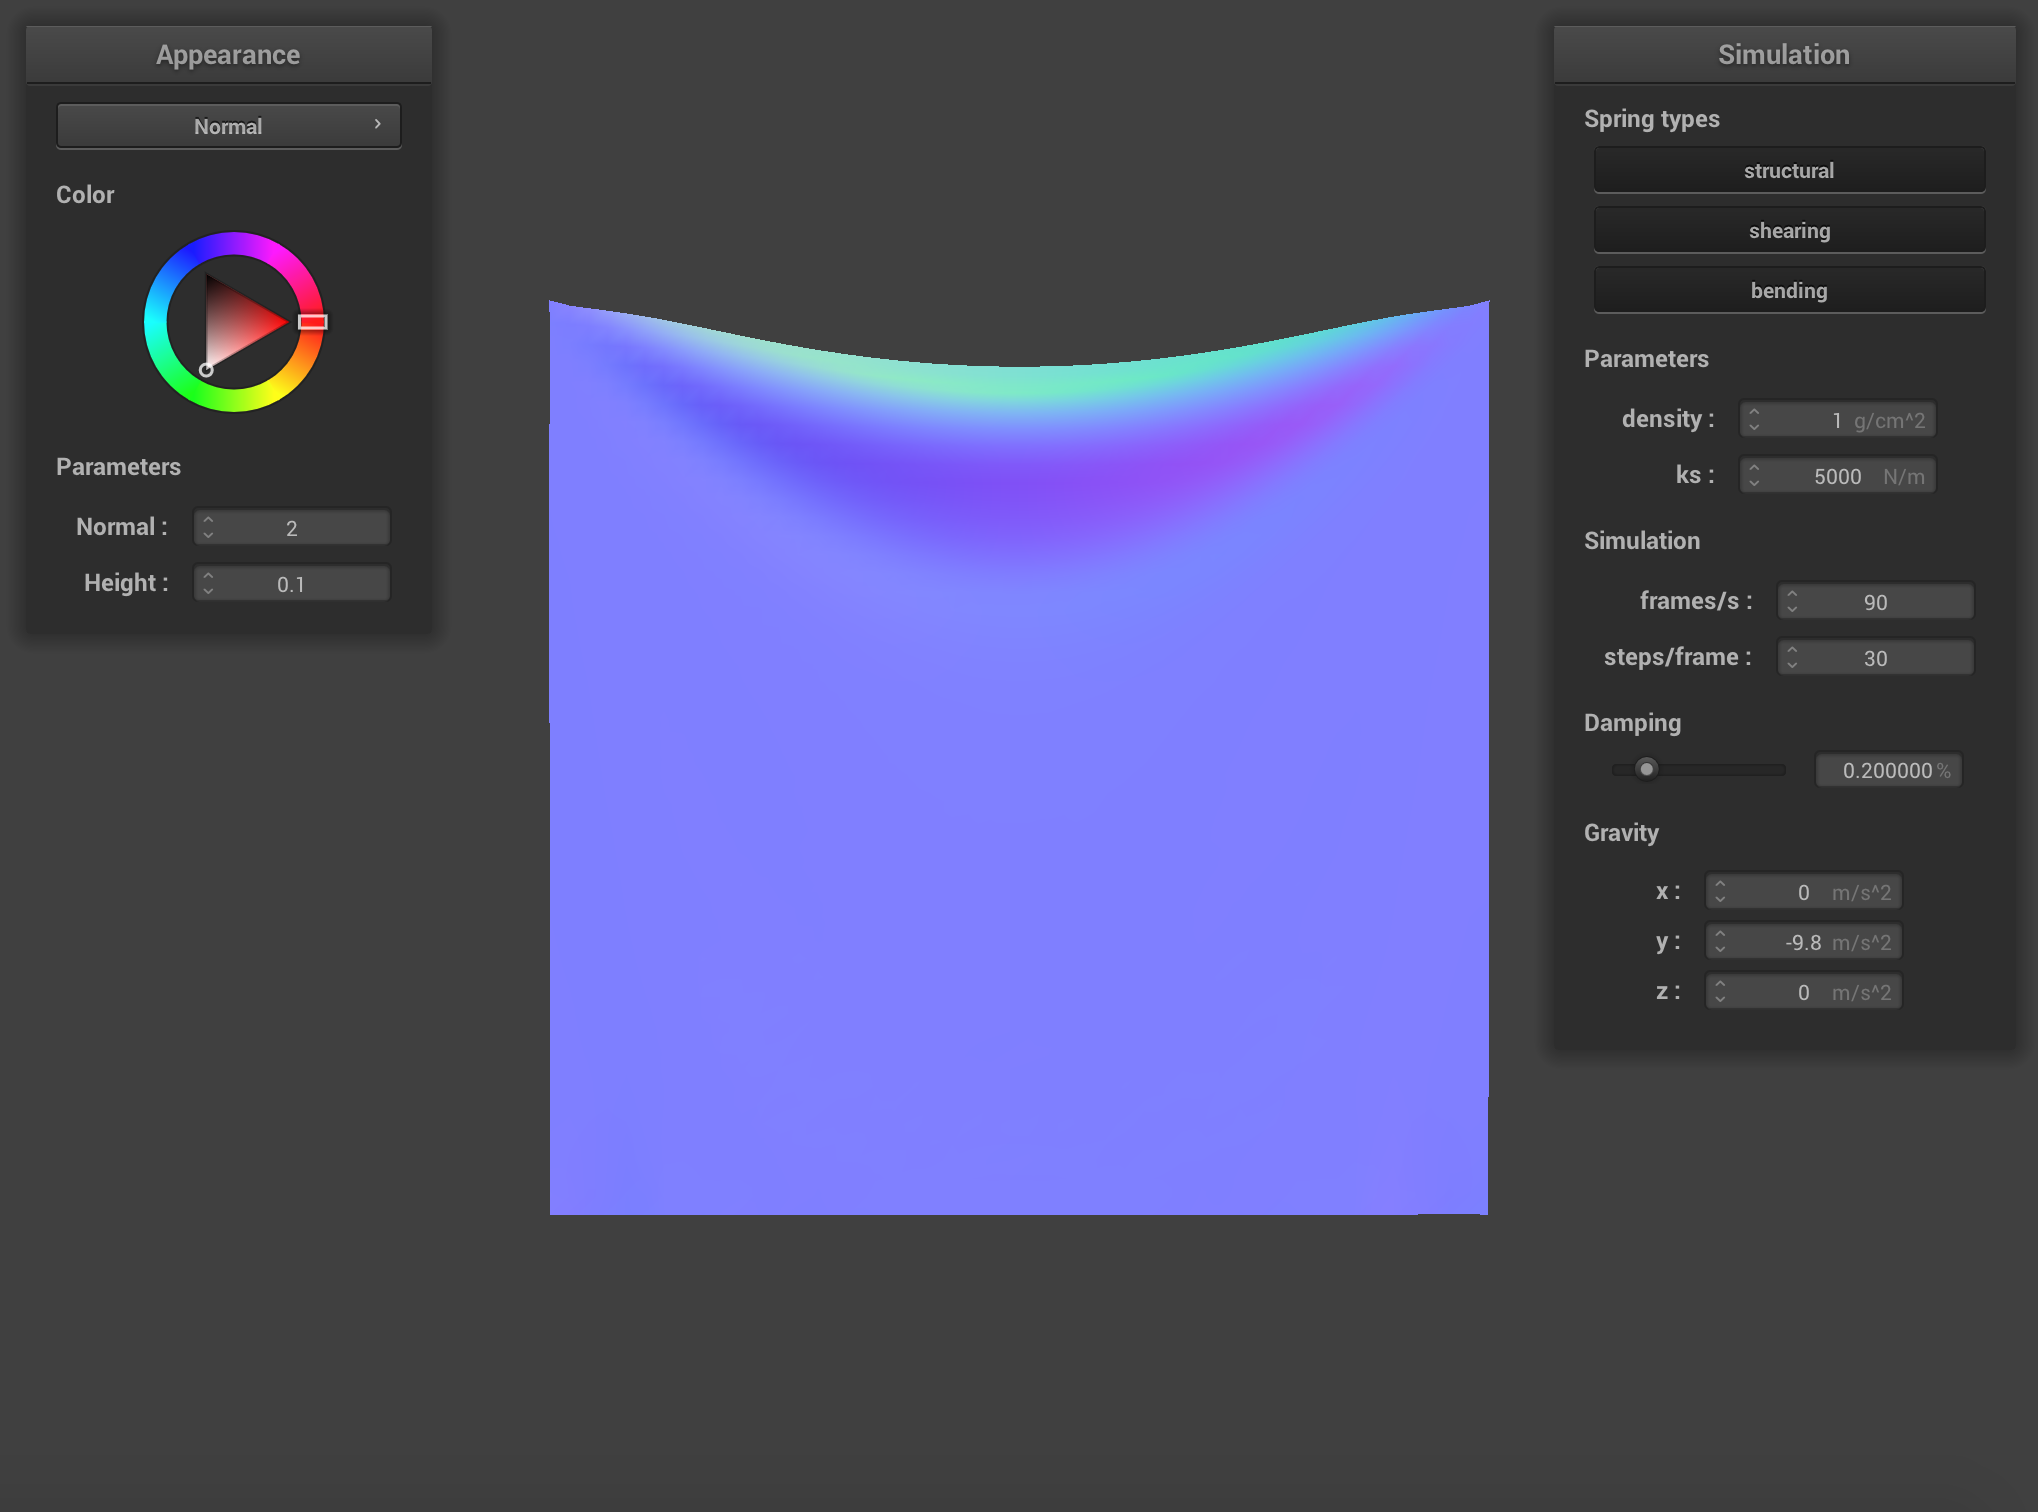 Appearance
Normal
Color
Parameters
Normal : 2
Height : 0.1
Simulation
Spring types
structural
shearing
bending
Parameters
density : 1 g/cm^2
ks : 5000 N/m
Simulation
frames/s : 90
steps/frame : 30
Damping
0.200000 %
Gravity
x : 0 m/s^2
y : -9.8 m/s^2
z : 0 m/s^2